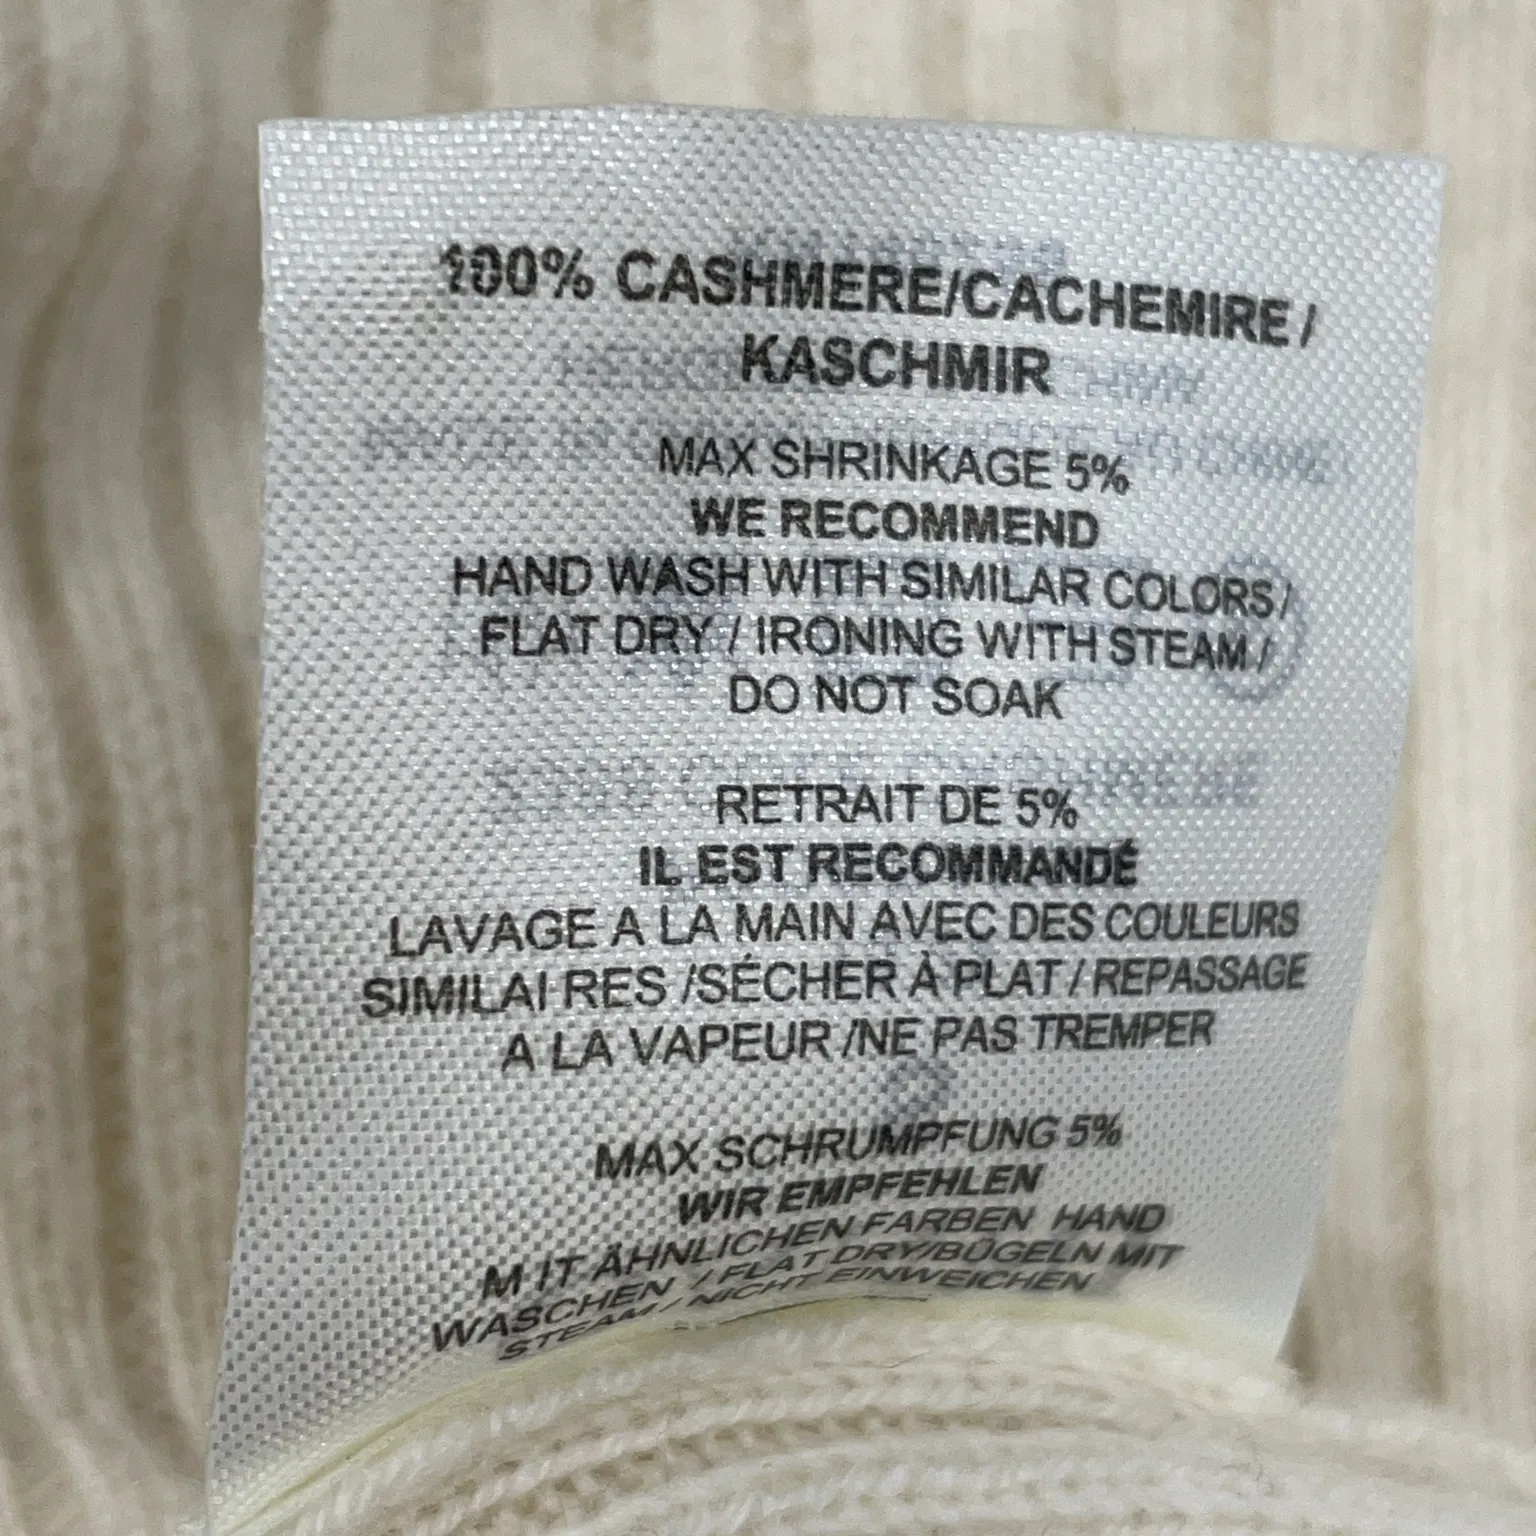 100% CASHMERE/CACHEMIRE/
KASCHMIR
MAX SHRINKAGE 5%
WE RECOMMEND
HAND WASH WITH SIMILAR COLORS/
FLAT DRY / IRONING WITH STEAM /
DO NOT SOAK
RETRAIT DE 5%
IL EST RECOMMANDÉ
LAVAGE A LA MAIN AVEC DES COULEURS
SIMILAI RES /SÉCHER À PLAT / REPASSAGE
A LA VAPEUR /NE PAS TREMPER
MAX SCHRUMPFUNG 5%
WIR EMPFEHLEN
M IT ÄHNLICHEN FARBEN HAND
WASCHEN / FLAT DRY/BÜGELN MIT
STEAM / NICHT EINWEICHEN